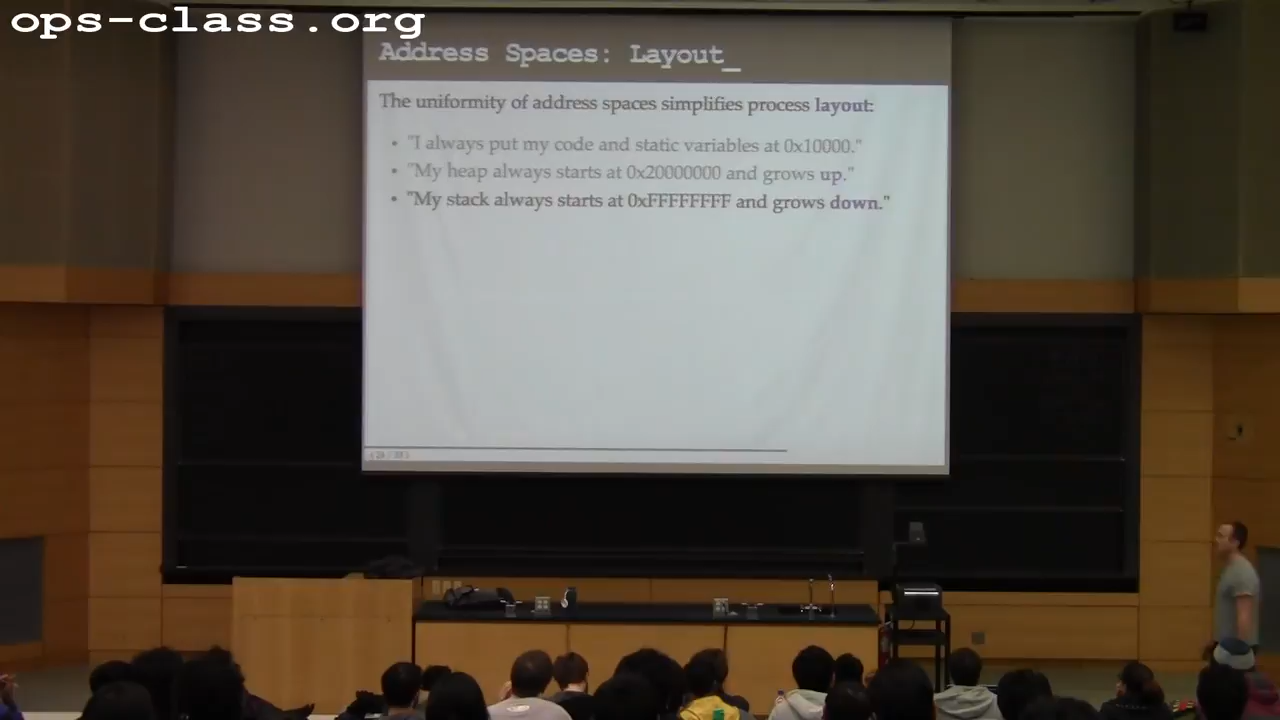 ops-class.org
Address Spaces: Layout_
The uniformity of address spaces simplifies process layout:
• "I always put my code and static variables at 0x10000."
• "My heap always starts at 0x20000000 and grows up."
• "My stack always starts at 0xFFFFFFFF and grows down."